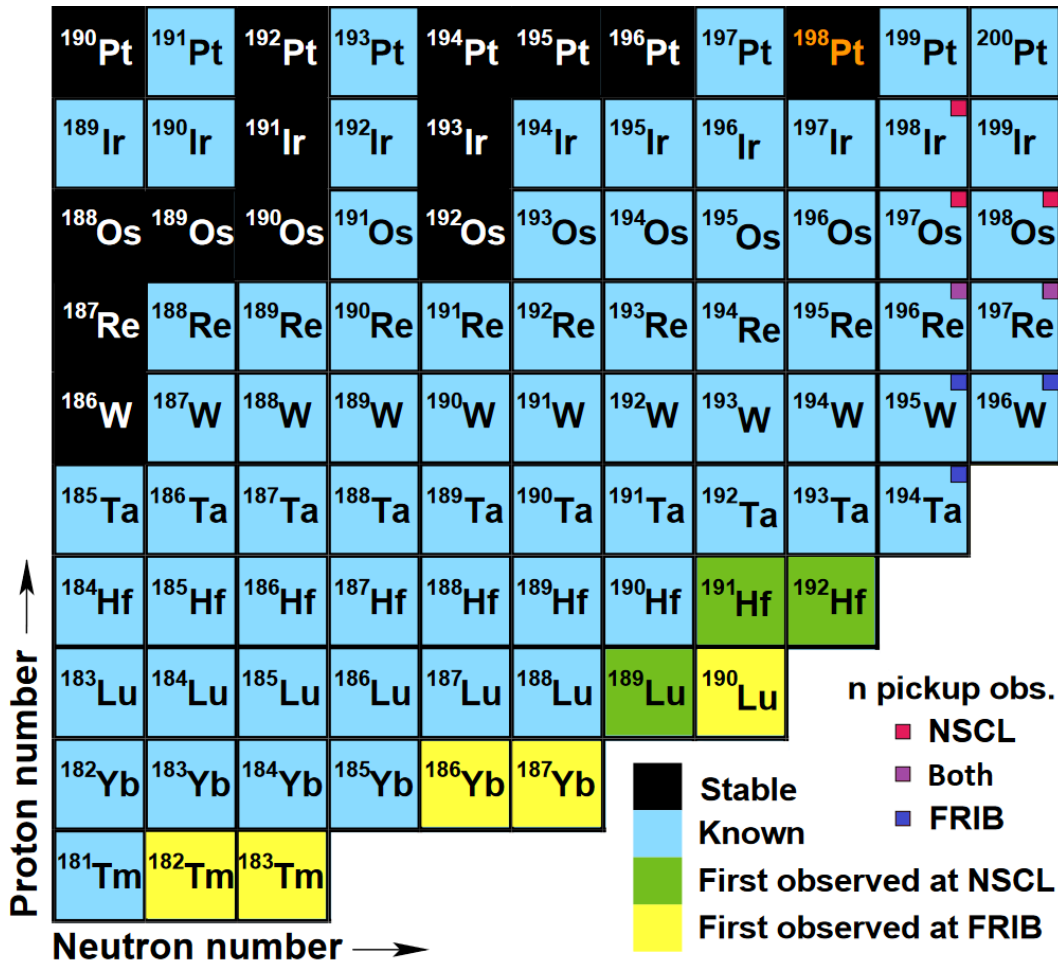 190Pt 191Pt 192Pt 193Pt 194Pt 195Pt 196Pt 197Pt 198Pt 199Pt 200Pt
189Ir 190Ir 191Ir 192Ir 193Ir 194Ir 195Ir 196Ir 197Ir 198Ir 199Ir
188Os 189Os 190Os 191Os 192Os 193Os 194Os 195Os 196Os 197Os 198Os
187Re 188Re 189Re 190Re 191Re 192Re 193Re 194Re 195Re 196Re 197Re
186W 187W 188W 189W 190W 191W 192W 193W 194W 195W 196W
185Ta 186Ta 187Ta 188Ta 189Ta 190Ta 191Ta 192Ta 193Ta 194Ta
184Hf 185Hf 186Hf 187Hf 188Hf 189Hf 190Hf 191Hf 192Hf
183Lu 184Lu 185Lu 186Lu 187Lu 188Lu 189Lu 190Lu
182Yb 183Yb 184Yb 185Yb 186Yb 187Yb
181Tm 182Tm 183Tm
Proton number
Neutron number
n pickup obs.
NSCL
Both
FRIB
Stable
Known
First observed at NSCL
First observed at FRIB